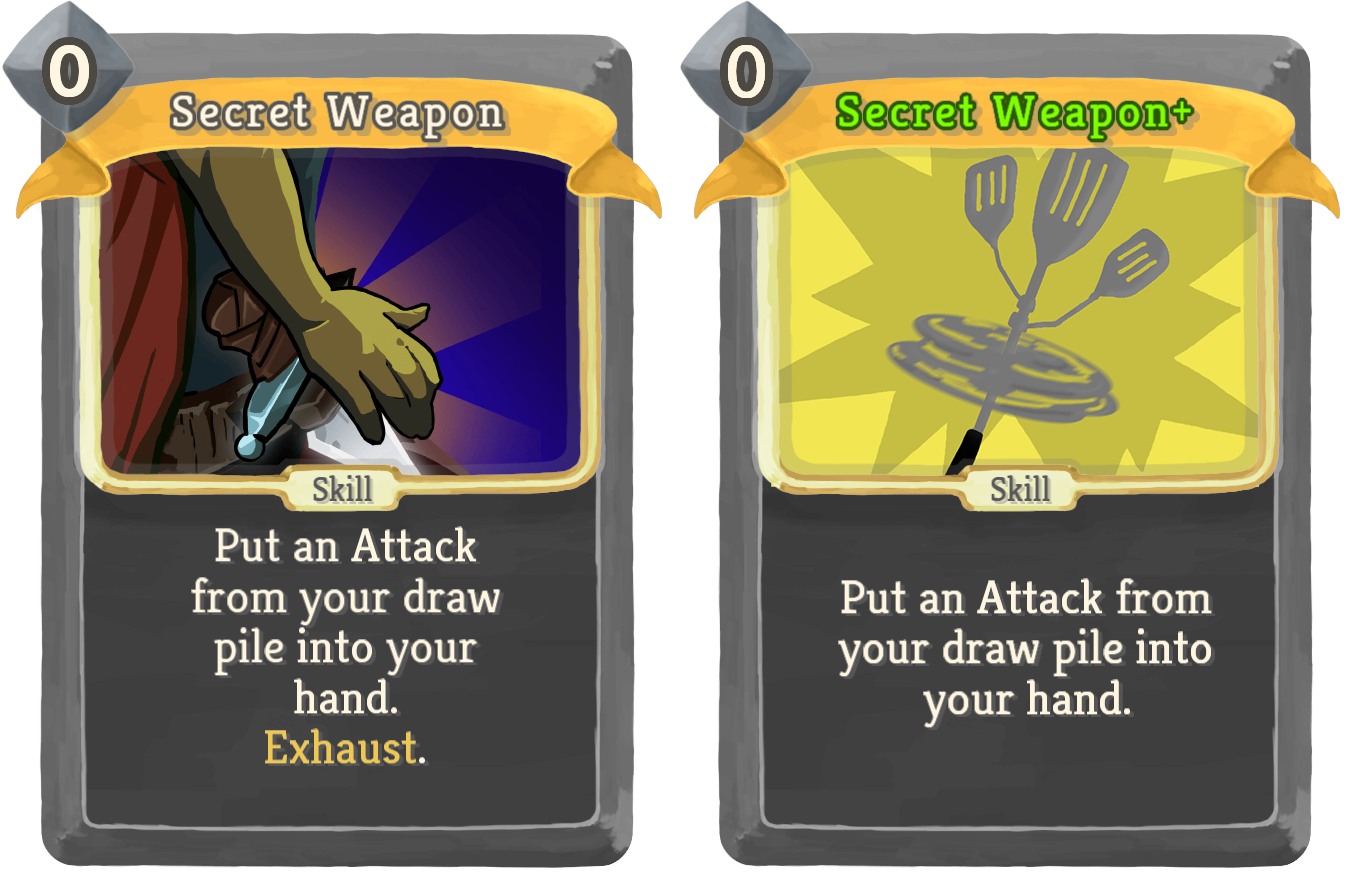 0
Secret Weapon
Skill
Put an Attack
from your draw
pile into your
hand.
Exhaust.
0
Secret Weapon+
Skill
Put an Attack from
your draw pile into
your hand.